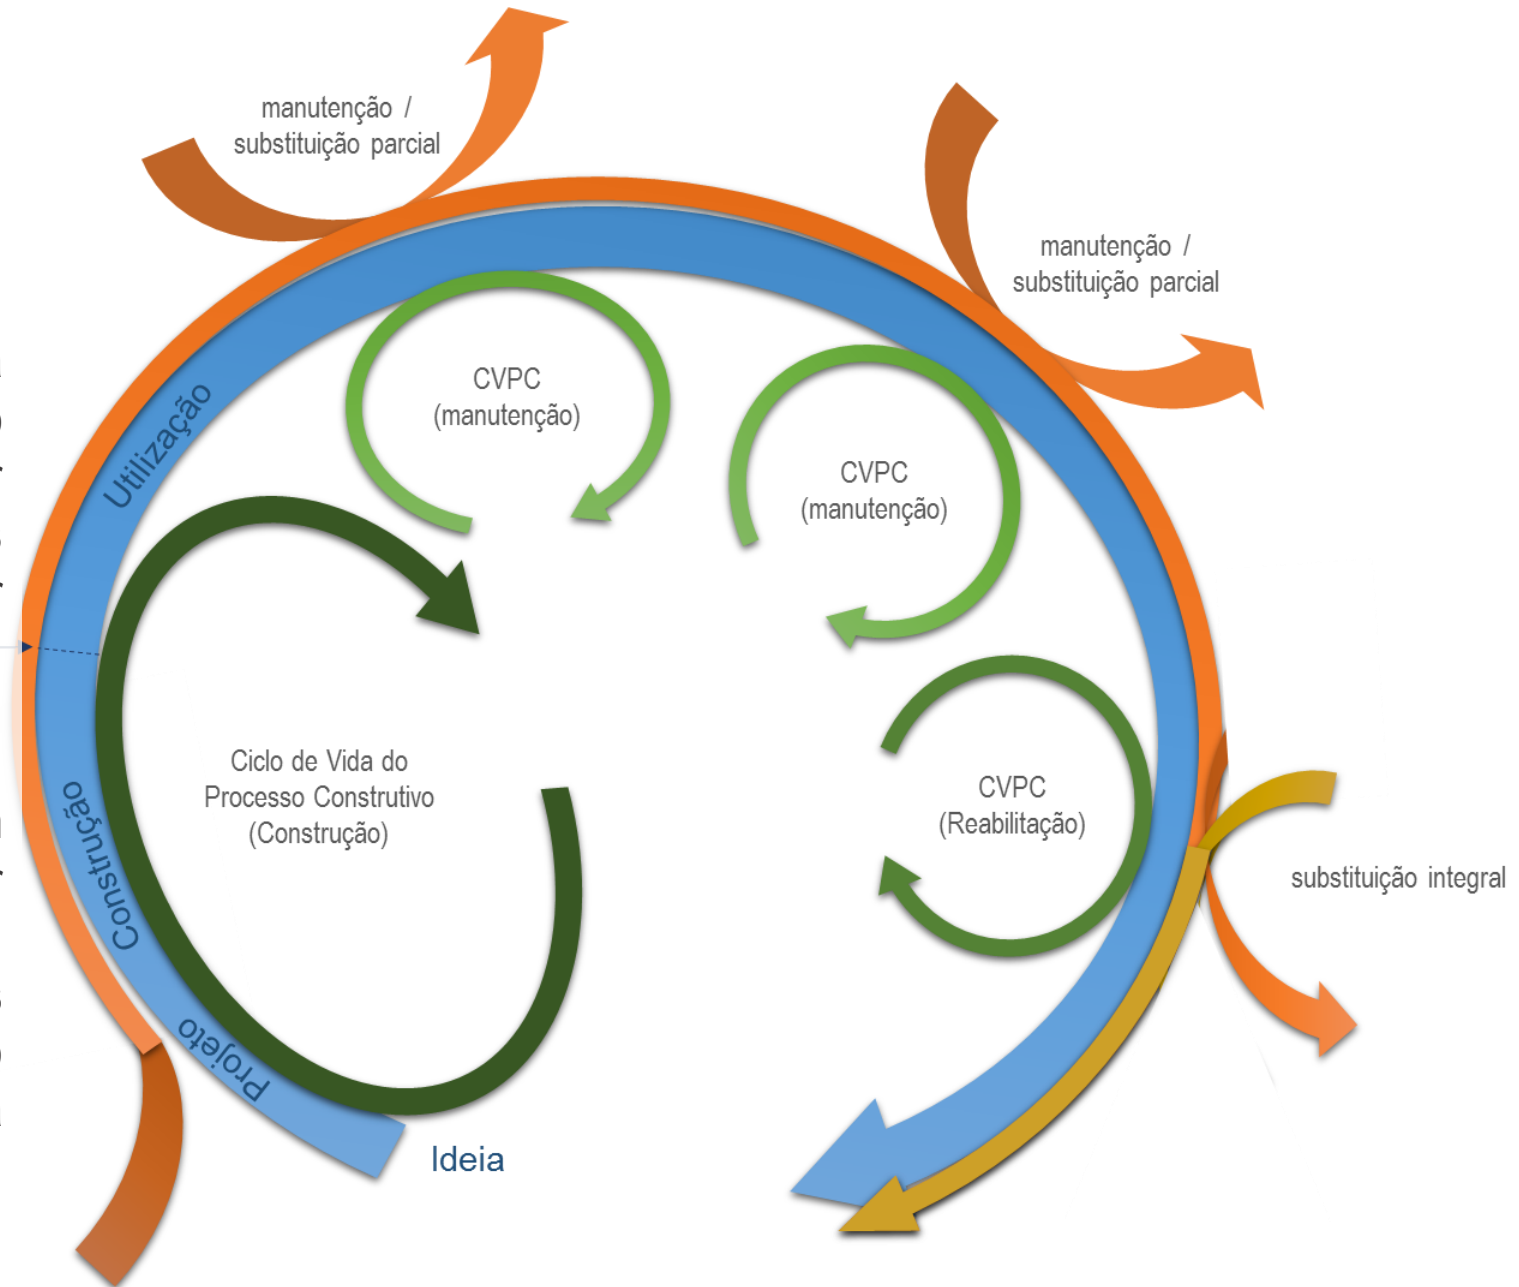 manutenção /
substituição parcial
manutenção /
substituição parcial
CVPC
(manutenção)
Utilização
CVPC
(manutenção)
Ciclo de Vida do
Processo Construtivo
(Construção)
CVPC
(Reabilitação)
Construção
substituição integral
Projeto
Ideia